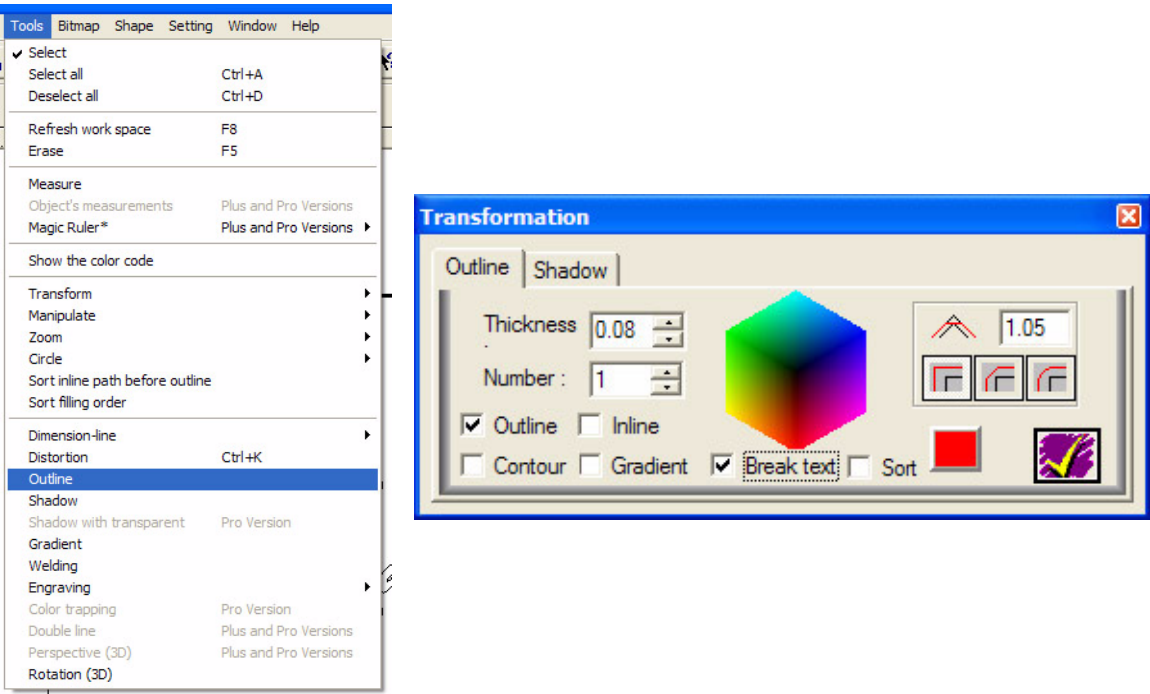 Tools Bitmap Shape Setting Window Help
Select
Select all Ctrl+A
Deselect all Ctrl+D
Refresh work space F8
Erase F5
Measure
Object's measurements Plus and Pro Versions
Magic Ruler* Plus and Pro Versions
Show the color code
Transform
Manipulate
Zoom
Circle
Sort inline path before outline
Sort filling order
Dimension-line
Distortion Ctrl+K
Outline
Shadow
Shadow with transparent Pro Version
Gradient
Welding
Engraving
Color trapping Pro Version
Double line Plus and Pro Versions
Perspective (3D) Plus and Pro Versions
Rotation (3D)
Transformation
Outline Shadow
Thickness 0.08 1.05
Number : 1
Outline Inline
Contour Gradient Break text Sort